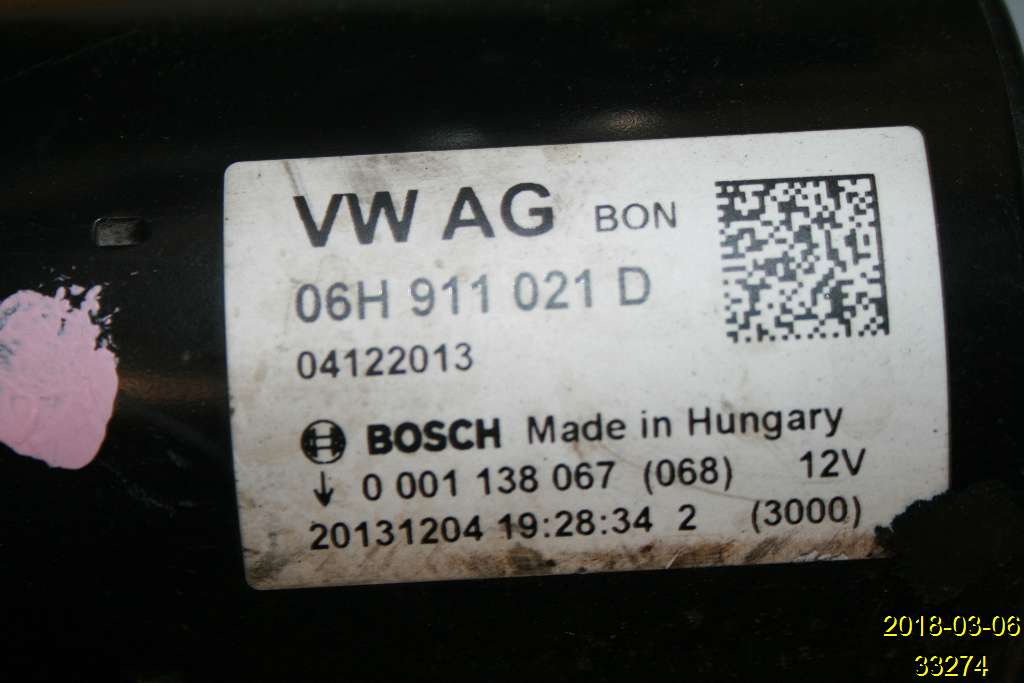 VW AG BON
06H 911 021 D
04122013
BOSCH Made in Hungary
↓ 0 001 138 067 (068) 12V
20131204 19:28:34 2 (3000)
2018-03-06
33274